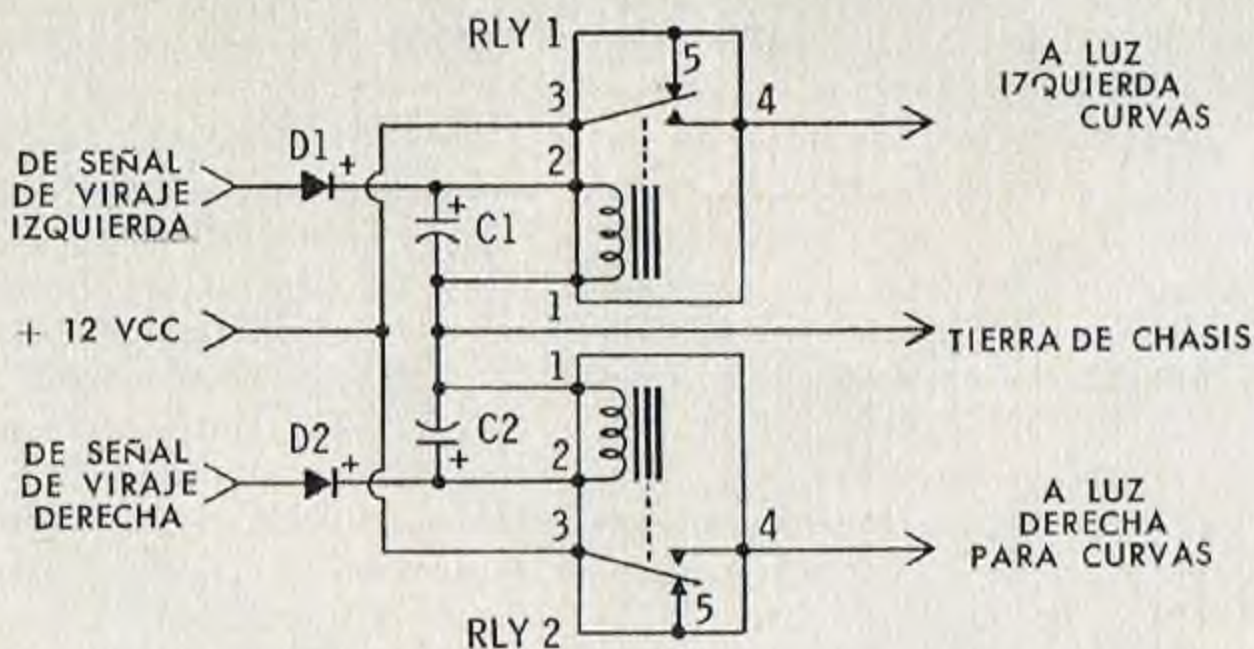 RLY 1
5
3
4
2
1
A LUZ
IZQUIERDA
CURVAS
DE SEÑAL
DE VIRAJE
IZQUIERDA
D1
+
+
C1
+ 12 VCC
TIERRA DE CHASIS
1
C2
+
2
DE SEÑAL
DE VIRAJE
DERECHA
D2
+
3
4
5
RLY 2
A LUZ
DERECHA
PARA CURVAS